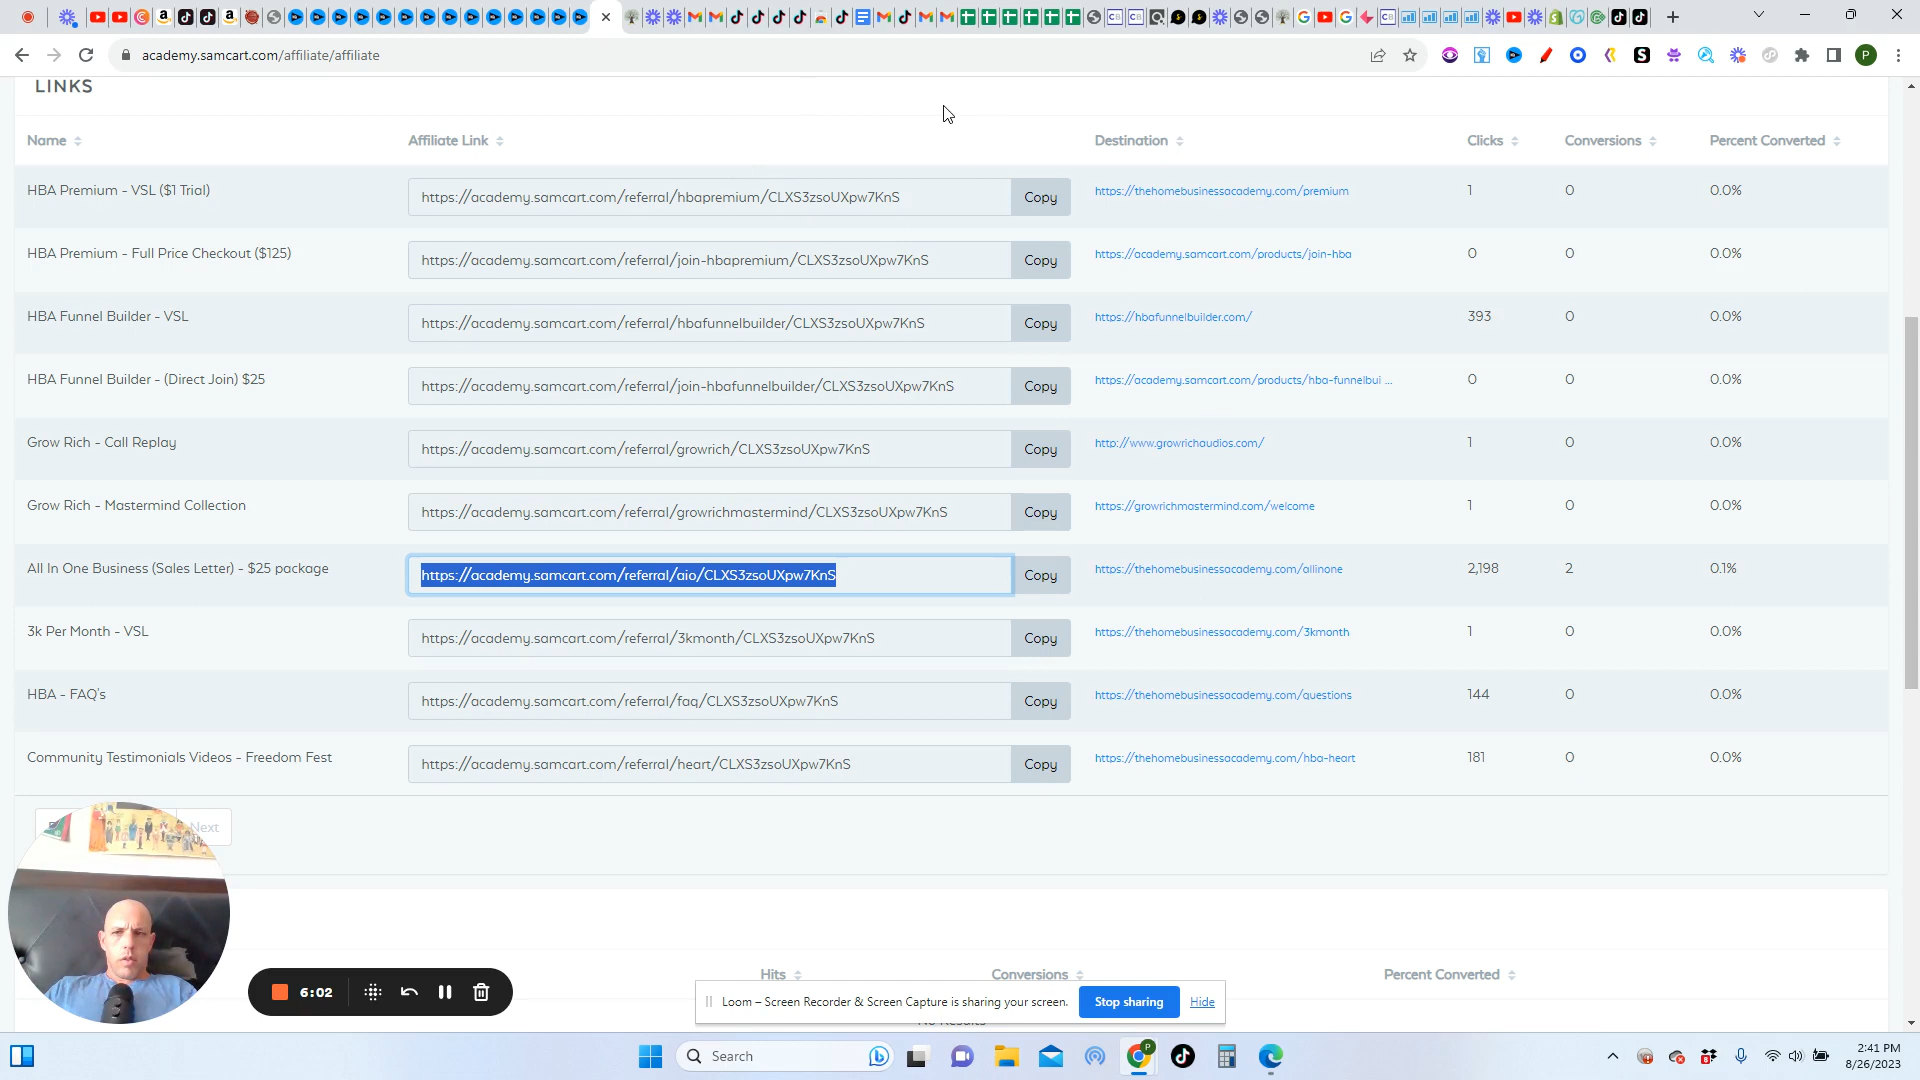 academy.samcart.com/affiliate/affiliate
LINKS
Name Affiliate Link Destination Clicks Conversions Percent Converted
HBA Premium - VSL ($1 Trial) https://academy.samcart.com/referral/hbapremium/CLXS3zsoUXpw7KnS Copy https://thehomebusinessacademy.com/premium 1 0 0.0%
HBA Premium - Full Price Checkout ($125) https://academy.samcart.com/referral/join-hbapremium/CLXS3zsoUXpw7KnS Copy https://academy.samcart.com/products/join-hba 0 0 0.0%
HBA Funnel Builder - VSL https://academy.samcart.com/referral/hbafunnelbuilder/CLXS3zsoUXpw7KnS Copy https://hbafunnelbuilder.com/ 393 0 0.0%
HBA Funnel Builder - (Direct Join) $25 https://academy.samcart.com/referral/join-hbafunnelbuilder/CLXS3zsoUXpw7KnS Copy https://academy.samcart.com/products/hba-funnelbui ... 0 0 0.0%
Grow Rich - Call Replay https://academy.samcart.com/referral/growrich/CLXS3zsoUXpw7KnS Copy http://www.growrichaudios.com/ 1 0 0.0%
Grow Rich - Mastermind Collection https://academy.samcart.com/referral/growrichmastermind/CLXS3zsoUXpw7KnS Copy https://growrichmastermind.com/welcome 1 0 0.0%
All In One Business (Sales Letter) - $25 package https://academy.samcart.com/referral/aio/CLXS3zsoUXpw7KnS Copy https://thehomebusinessacademy.com/allinone 2,198 2 0.1%
3k Per Month - VSL https://academy.samcart.com/referral/3kmonth/CLXS3zsoUXpw7KnS Copy https://thehomebusinessacademy.com/3kmonth 1 0 0.0%
HBA - FAQ's https://academy.samcart.com/referral/faq/CLXS3zsoUXpw7KnS Copy https://thehomebusinessacademy.com/questions 144 0 0.0%
Community Testimonials Videos - Freedom Fest https://academy.samcart.com/referral/heart/CLXS3zsoUXpw7KnS Copy https://thehomebusinessacademy.com/hba-heart 181 0 0.0%
Next
Hits Conversions Percent Converted
6:02
Loom – Screen Recorder & Screen Capture is sharing your screen. Stop sharing Hide
No Results
Search
2:41 PM
8/26/2023